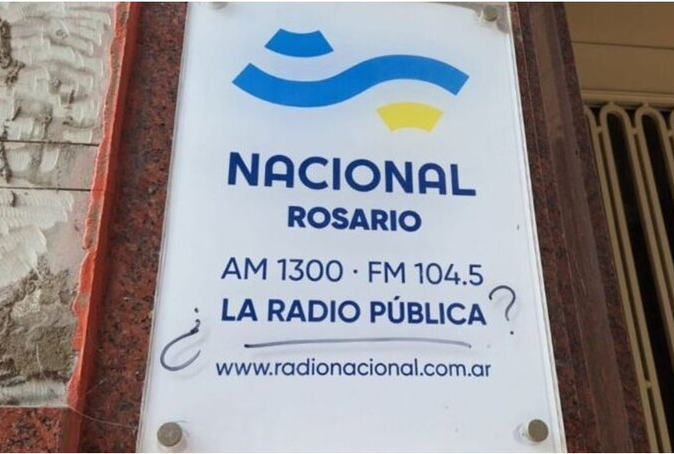 NACIONAL
ROSARIO
AM 1300 · FM 104.5
¿ LA RADIO PÚBLICA ?
www.radionacional.com.ar